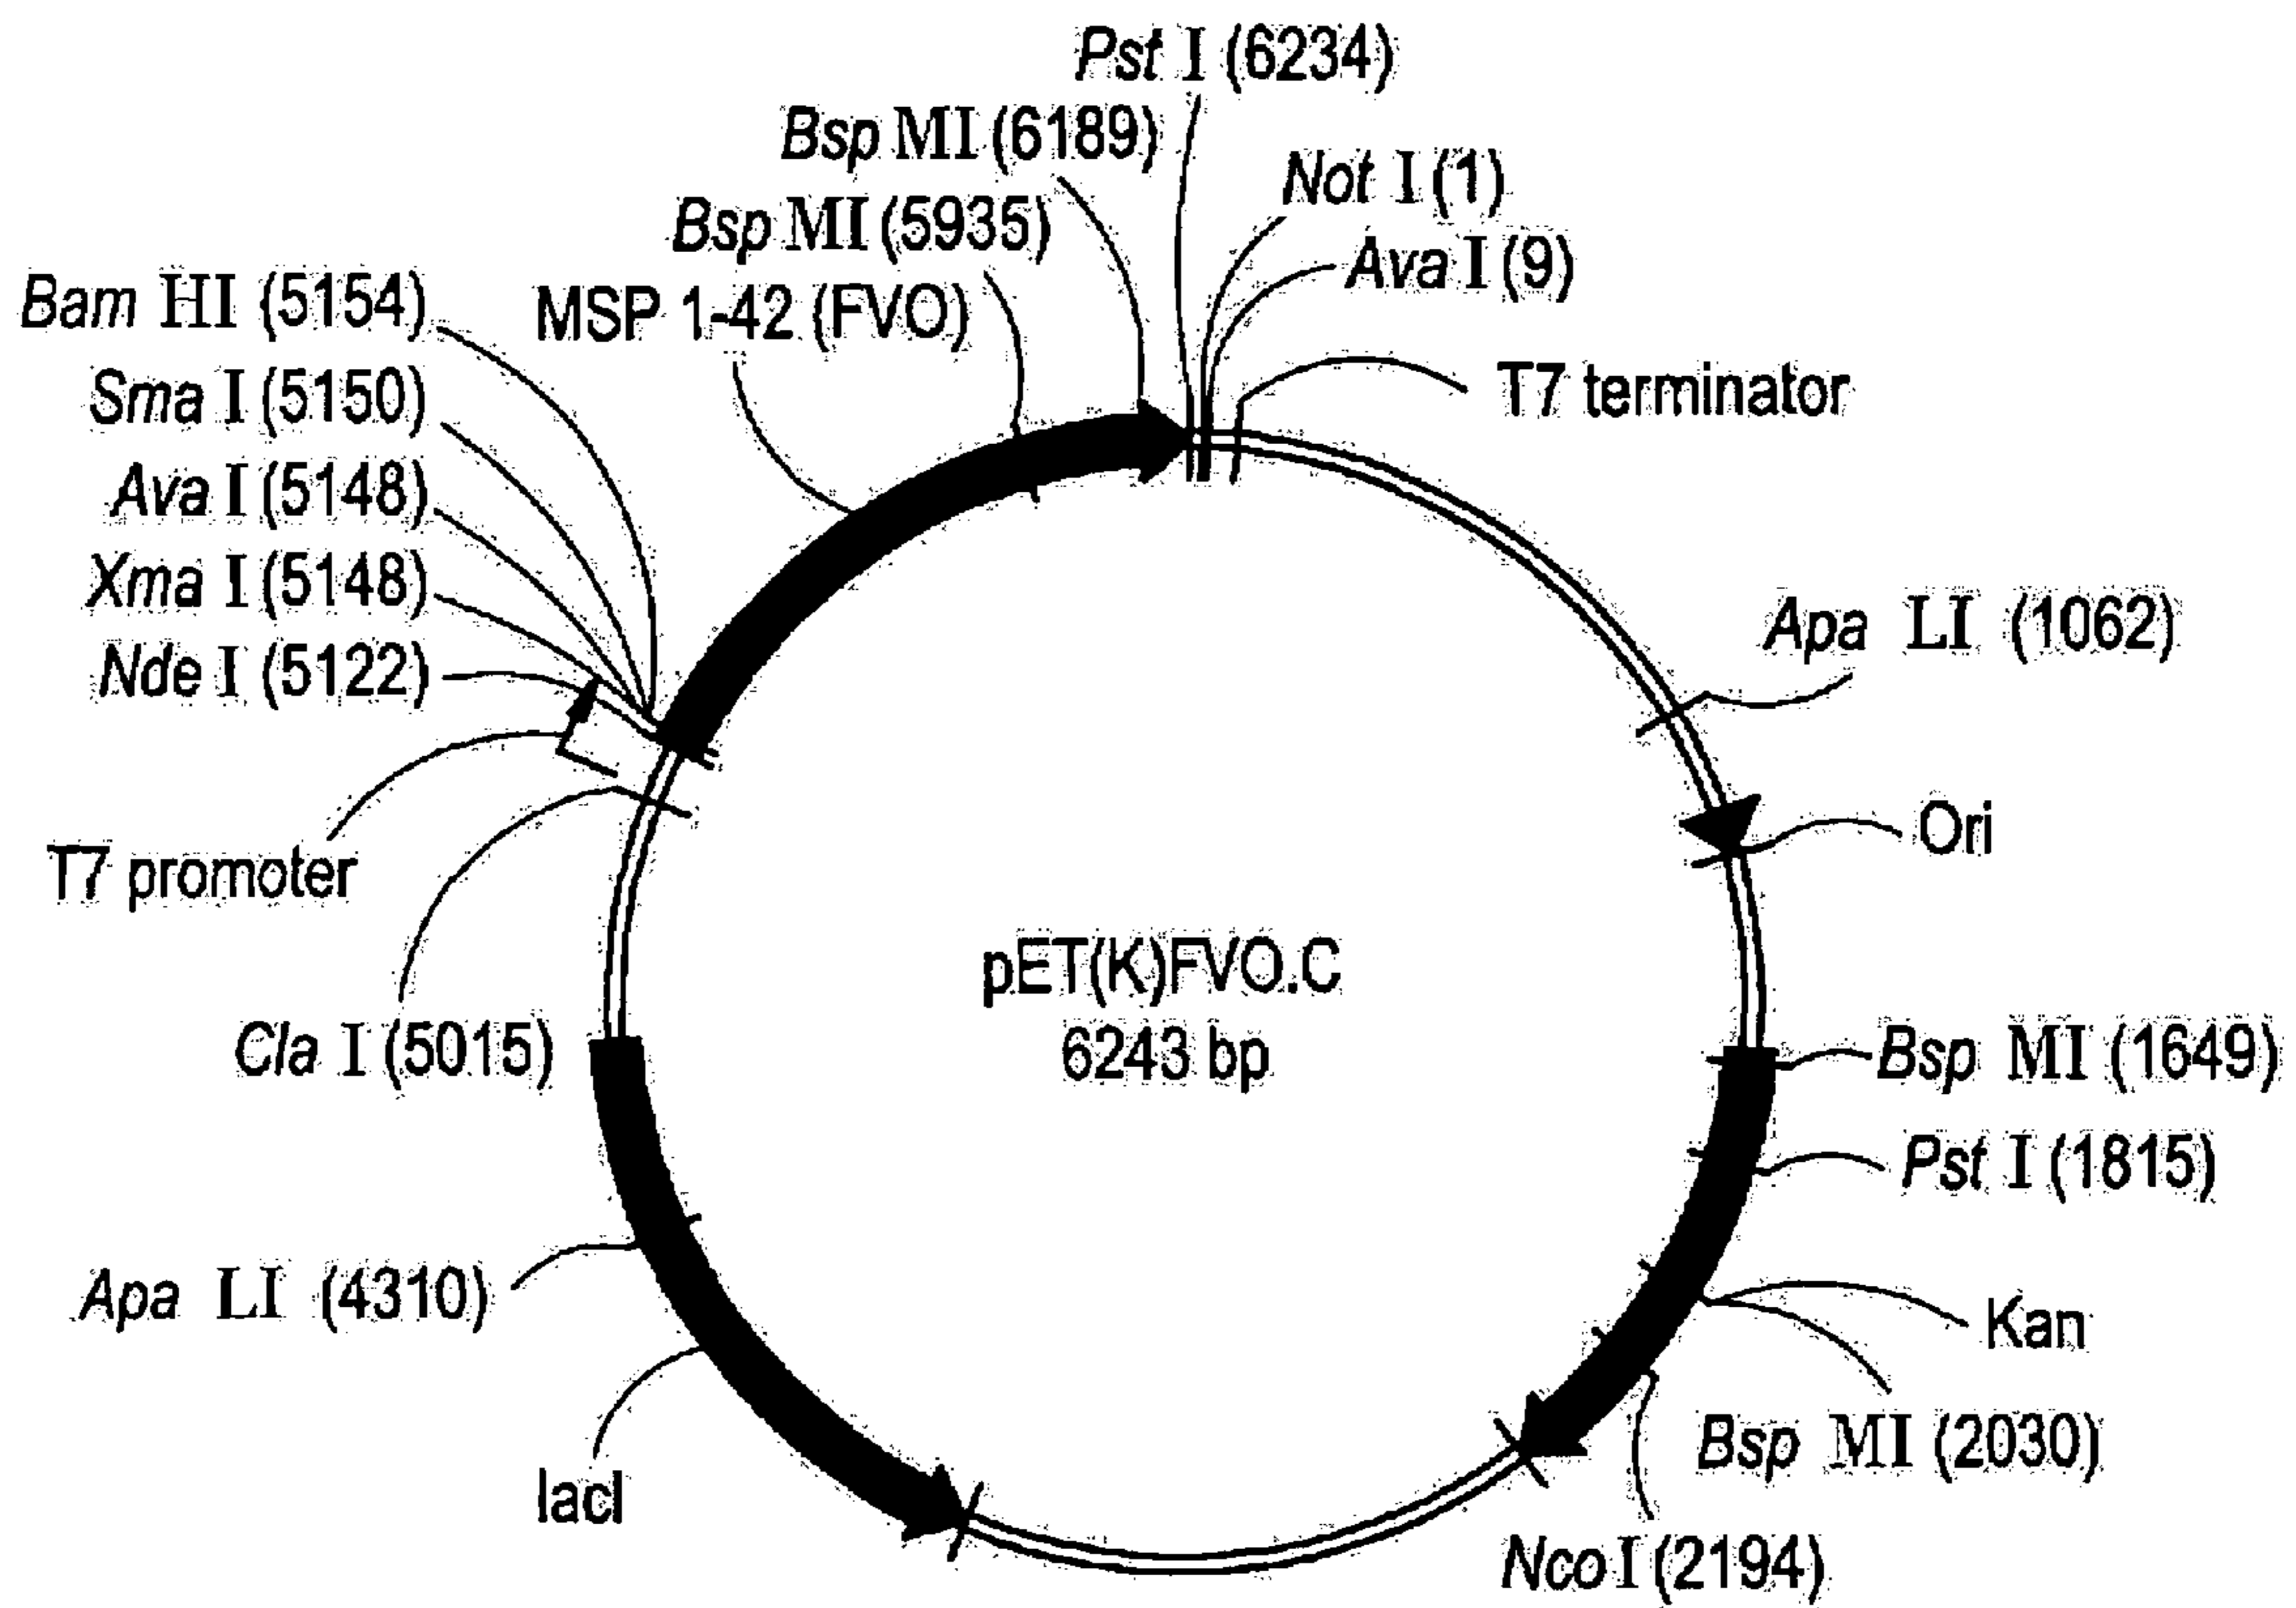 Pst I (6234)
Bsp MI (6189)
Not I (1)
Bsp MI (5935)
Ava I (9)
Bam HI (5154)
MSP 1-42 (FVO)
Sma I (5150)
T7 terminator
Ava I (5148)
Xma I (5148)
Apa LI (1062)
Nde I (5122)
Ori
T7 promoter
pET(K)FVO.C
6243 bp
Cla I (5015)
Bsp MI (1649)
Pst I (1815)
Apa LI (4310)
Kan
Bsp MI (2030)
lacI
Nco I (2194)